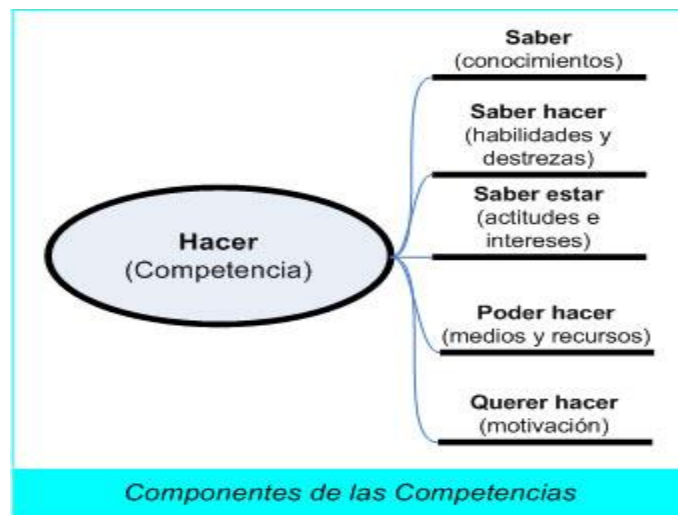 Saber
(conocimientos)
Saber hacer
(habilidades y
destrezas)
Saber estar
(actitudes e
intereses)
Hacer
(Competencia)
Poder hacer
(medios y recursos)
Querer hacer
(motivación)
Componentes de las Competencias